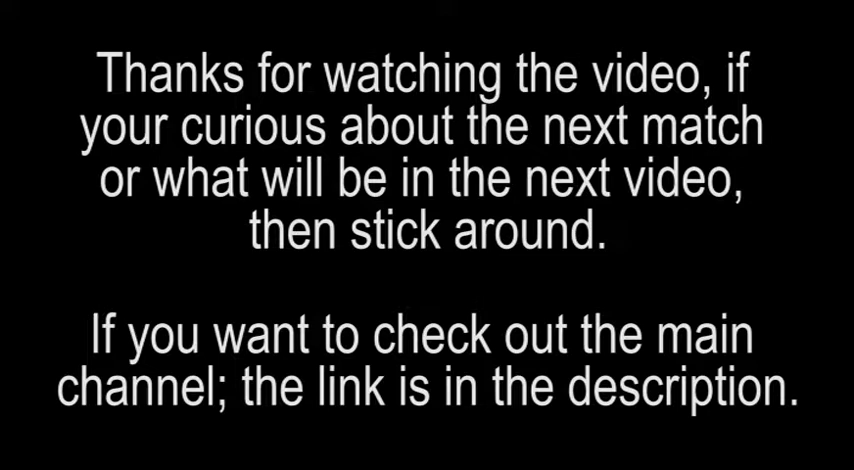 Thanks for watching the video, if
your curious about the next match
or what will be in the next video,
then stick around.
If you want to check out the main
channel; the link is in the description.